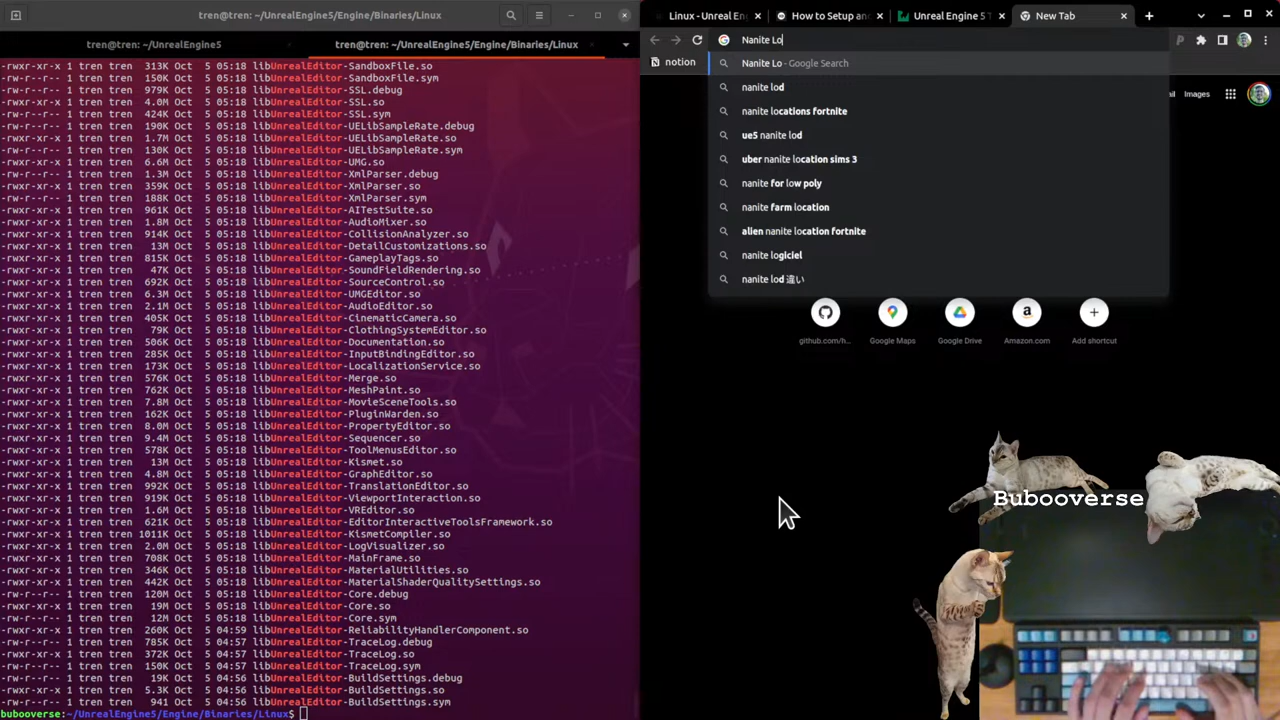 tren@tren: ~/UnrealEngine5/Engine/Binaries/Linux
tren@tren: ~/UnrealEngine5
tren@tren: ~/UnrealEngine5/Engine/Binaries/Linux
-rwxr-xr-x 1 tren tren 313K Oct 5 05:18 libUnrealEditor-SandboxFile.so
-rw-r--r-- 1 tren tren 150K Oct 5 05:18 libUnrealEditor-SandboxFile.sym
-rw-r--r-- 1 tren tren 979K Oct 5 05:18 libUnrealEditor-SSL.debug
-rwxr-xr-x 1 tren tren 4.0M Oct 5 05:18 libUnrealEditor-SSL.so
-rw-r--r-- 1 tren tren 424K Oct 5 05:18 libUnrealEditor-SSL.sym
-rw-r--r-- 1 tren tren 190K Oct 5 05:18 libUnrealEditor-UELibSampleRate.debug
-rwxr-xr-x 1 tren tren 1.7M Oct 5 05:18 libUnrealEditor-UELibSampleRate.so
-rw-r--r-- 1 tren tren 130K Oct 5 05:18 libUnrealEditor-UELibSampleRate.sym
-rwxr-xr-x 1 tren tren 6.6M Oct 5 05:18 libUnrealEditor-UMG.so
-rw-r--r-- 1 tren tren 1.3M Oct 5 05:18 libUnrealEditor-XmlParser.debug
-rwxr-xr-x 1 tren tren 359K Oct 5 05:18 libUnrealEditor-XmlParser.so
-rw-r--r-- 1 tren tren 188K Oct 5 05:18 libUnrealEditor-XmlParser.sym
-rwxr-xr-x 1 tren tren 961K Oct 5 05:18 libUnrealEditor-AITestSuite.so
-rwxr-xr-x 1 tren tren 1.8M Oct 5 05:18 libUnrealEditor-AudioMixer.so
-rwxr-xr-x 1 tren tren 914K Oct 5 05:18 libUnrealEditor-CollisionAnalyzer.so
-rwxr-xr-x 1 tren tren 13M Oct 5 05:18 libUnrealEditor-DetailCustomizations.so
-rwxr-xr-x 1 tren tren 815K Oct 5 05:18 libUnrealEditor-GameplayTags.so
-rwxr-xr-x 1 tren tren 47K Oct 5 05:18 libUnrealEditor-SoundFieldRendering.so
-rwxr-xr-x 1 tren tren 692K Oct 5 05:18 libUnrealEditor-SourceControl.so
-rwxr-xr-x 1 tren tren 6.3M Oct 5 05:18 libUnrealEditor-UMGEditor.so
-rwxr-xr-x 1 tren tren 2.1M Oct 5 05:18 libUnrealEditor-AudioEditor.so
-rwxr-xr-x 1 tren tren 405K Oct 5 05:18 libUnrealEditor-CinematicCamera.so
-rwxr-xr-x 1 tren tren 79K Oct 5 05:18 libUnrealEditor-ClothingSystemEditor.so
-rwxr-xr-x 1 tren tren 506K Oct 5 05:18 libUnrealEditor-Documentation.so
-rwxr-xr-x 1 tren tren 285K Oct 5 05:18 libUnrealEditor-InputBindingEditor.so
-rwxr-xr-x 1 tren tren 173K Oct 5 05:18 libUnrealEditor-LocalizationService.so
-rwxr-xr-x 1 tren tren 576K Oct 5 05:18 libUnrealEditor-Merge.so
-rwxr-xr-x 1 tren tren 762K Oct 5 05:18 libUnrealEditor-MeshPaint.so
-rwxr-xr-x 1 tren tren 7.8M Oct 5 05:18 libUnrealEditor-MovieSceneTools.so
-rwxr-xr-x 1 tren tren 162K Oct 5 05:18 libUnrealEditor-PluginWarden.so
-rwxr-xr-x 1 tren tren 8.0M Oct 5 05:18 libUnrealEditor-PropertyEditor.so
-rwxr-xr-x 1 tren tren 9.4M Oct 5 05:18 libUnrealEditor-Sequencer.so
-rwxr-xr-x 1 tren tren 578K Oct 5 05:18 libUnrealEditor-ToolMenusEditor.so
-rwxr-xr-x 1 tren tren 13M Oct 5 05:18 libUnrealEditor-Kismet.so
-rwxr-xr-x 1 tren tren 4.8M Oct 5 05:18 libUnrealEditor-GraphEditor.so
-rwxr-xr-x 1 tren tren 992K Oct 5 05:18 libUnrealEditor-TranslationEditor.so
-rwxr-xr-x 1 tren tren 919K Oct 5 05:18 libUnrealEditor-ViewportInteraction.so
-rwxr-xr-x 1 tren tren 1.6M Oct 5 05:18 libUnrealEditor-VREditor.so
-rwxr-xr-x 1 tren tren 621K Oct 5 05:18 libUnrealEditor-EditorInteractiveToolsFramework.so
-rwxr-xr-x 1 tren tren 1011K Oct 5 05:18 libUnrealEditor-KismetCompiler.so
-rwxr-xr-x 1 tren tren 2.0M Oct 5 05:18 libUnrealEditor-LogVisualizer.so
-rwxr-xr-x 1 tren tren 708K Oct 5 05:18 libUnrealEditor-MainFrame.so
-rwxr-xr-x 1 tren tren 346K Oct 5 05:18 libUnrealEditor-MaterialUtilities.so
-rwxr-xr-x 1 tren tren 442K Oct 5 05:18 libUnrealEditor-MaterialShaderQualitySettings.so
-rw-r--r-- 1 tren tren 120M Oct 5 05:18 libUnrealEditor-Core.debug
-rwxr-xr-x 1 tren tren 19M Oct 5 05:18 libUnrealEditor-Core.so
-rw-r--r-- 1 tren tren 12M Oct 5 05:18 libUnrealEditor-Core.sym
-rwxr-xr-x 1 tren tren 260K Oct 5 04:59 libUnrealEditor-ReliabilityHandlerComponent.so
-rw-r--r-- 1 tren tren 785K Oct 5 04:57 libUnrealEditor-TraceLog.debug
-rwxr-xr-x 1 tren tren 372K Oct 5 04:57 libUnrealEditor-TraceLog.so
-rw-r--r-- 1 tren tren 150K Oct 5 04:57 libUnrealEditor-TraceLog.sym
-rw-r--r-- 1 tren tren 19K Oct 5 04:56 libUnrealEditor-BuildSettings.debug
-rwxr-xr-x 1 tren tren 5.3K Oct 5 04:56 libUnrealEditor-BuildSettings.so
-rw-r--r-- 1 tren tren 941 Oct 5 04:56 libUnrealEditor-BuildSettings.sym
bubooverse:~/UnrealEngine5/Engine/Binaries/Linux$
Linux - Unreal En
How to Setup and
Unreal Engine 5 T
New Tab
Nanite Lo
notion
Nanite Lo - Google Search
nanite lod
nanite locations fortnite
ue5 nanite lod
uber nanite location sims 3
nanite for low poly
nanite farm location
alien nanite location fortnite
nanite logiciel
nanite lod 違い
ail
Images
github.com/h...
Google Maps
Google Drive
Amazon.com
Add shortcut
Bubooverse